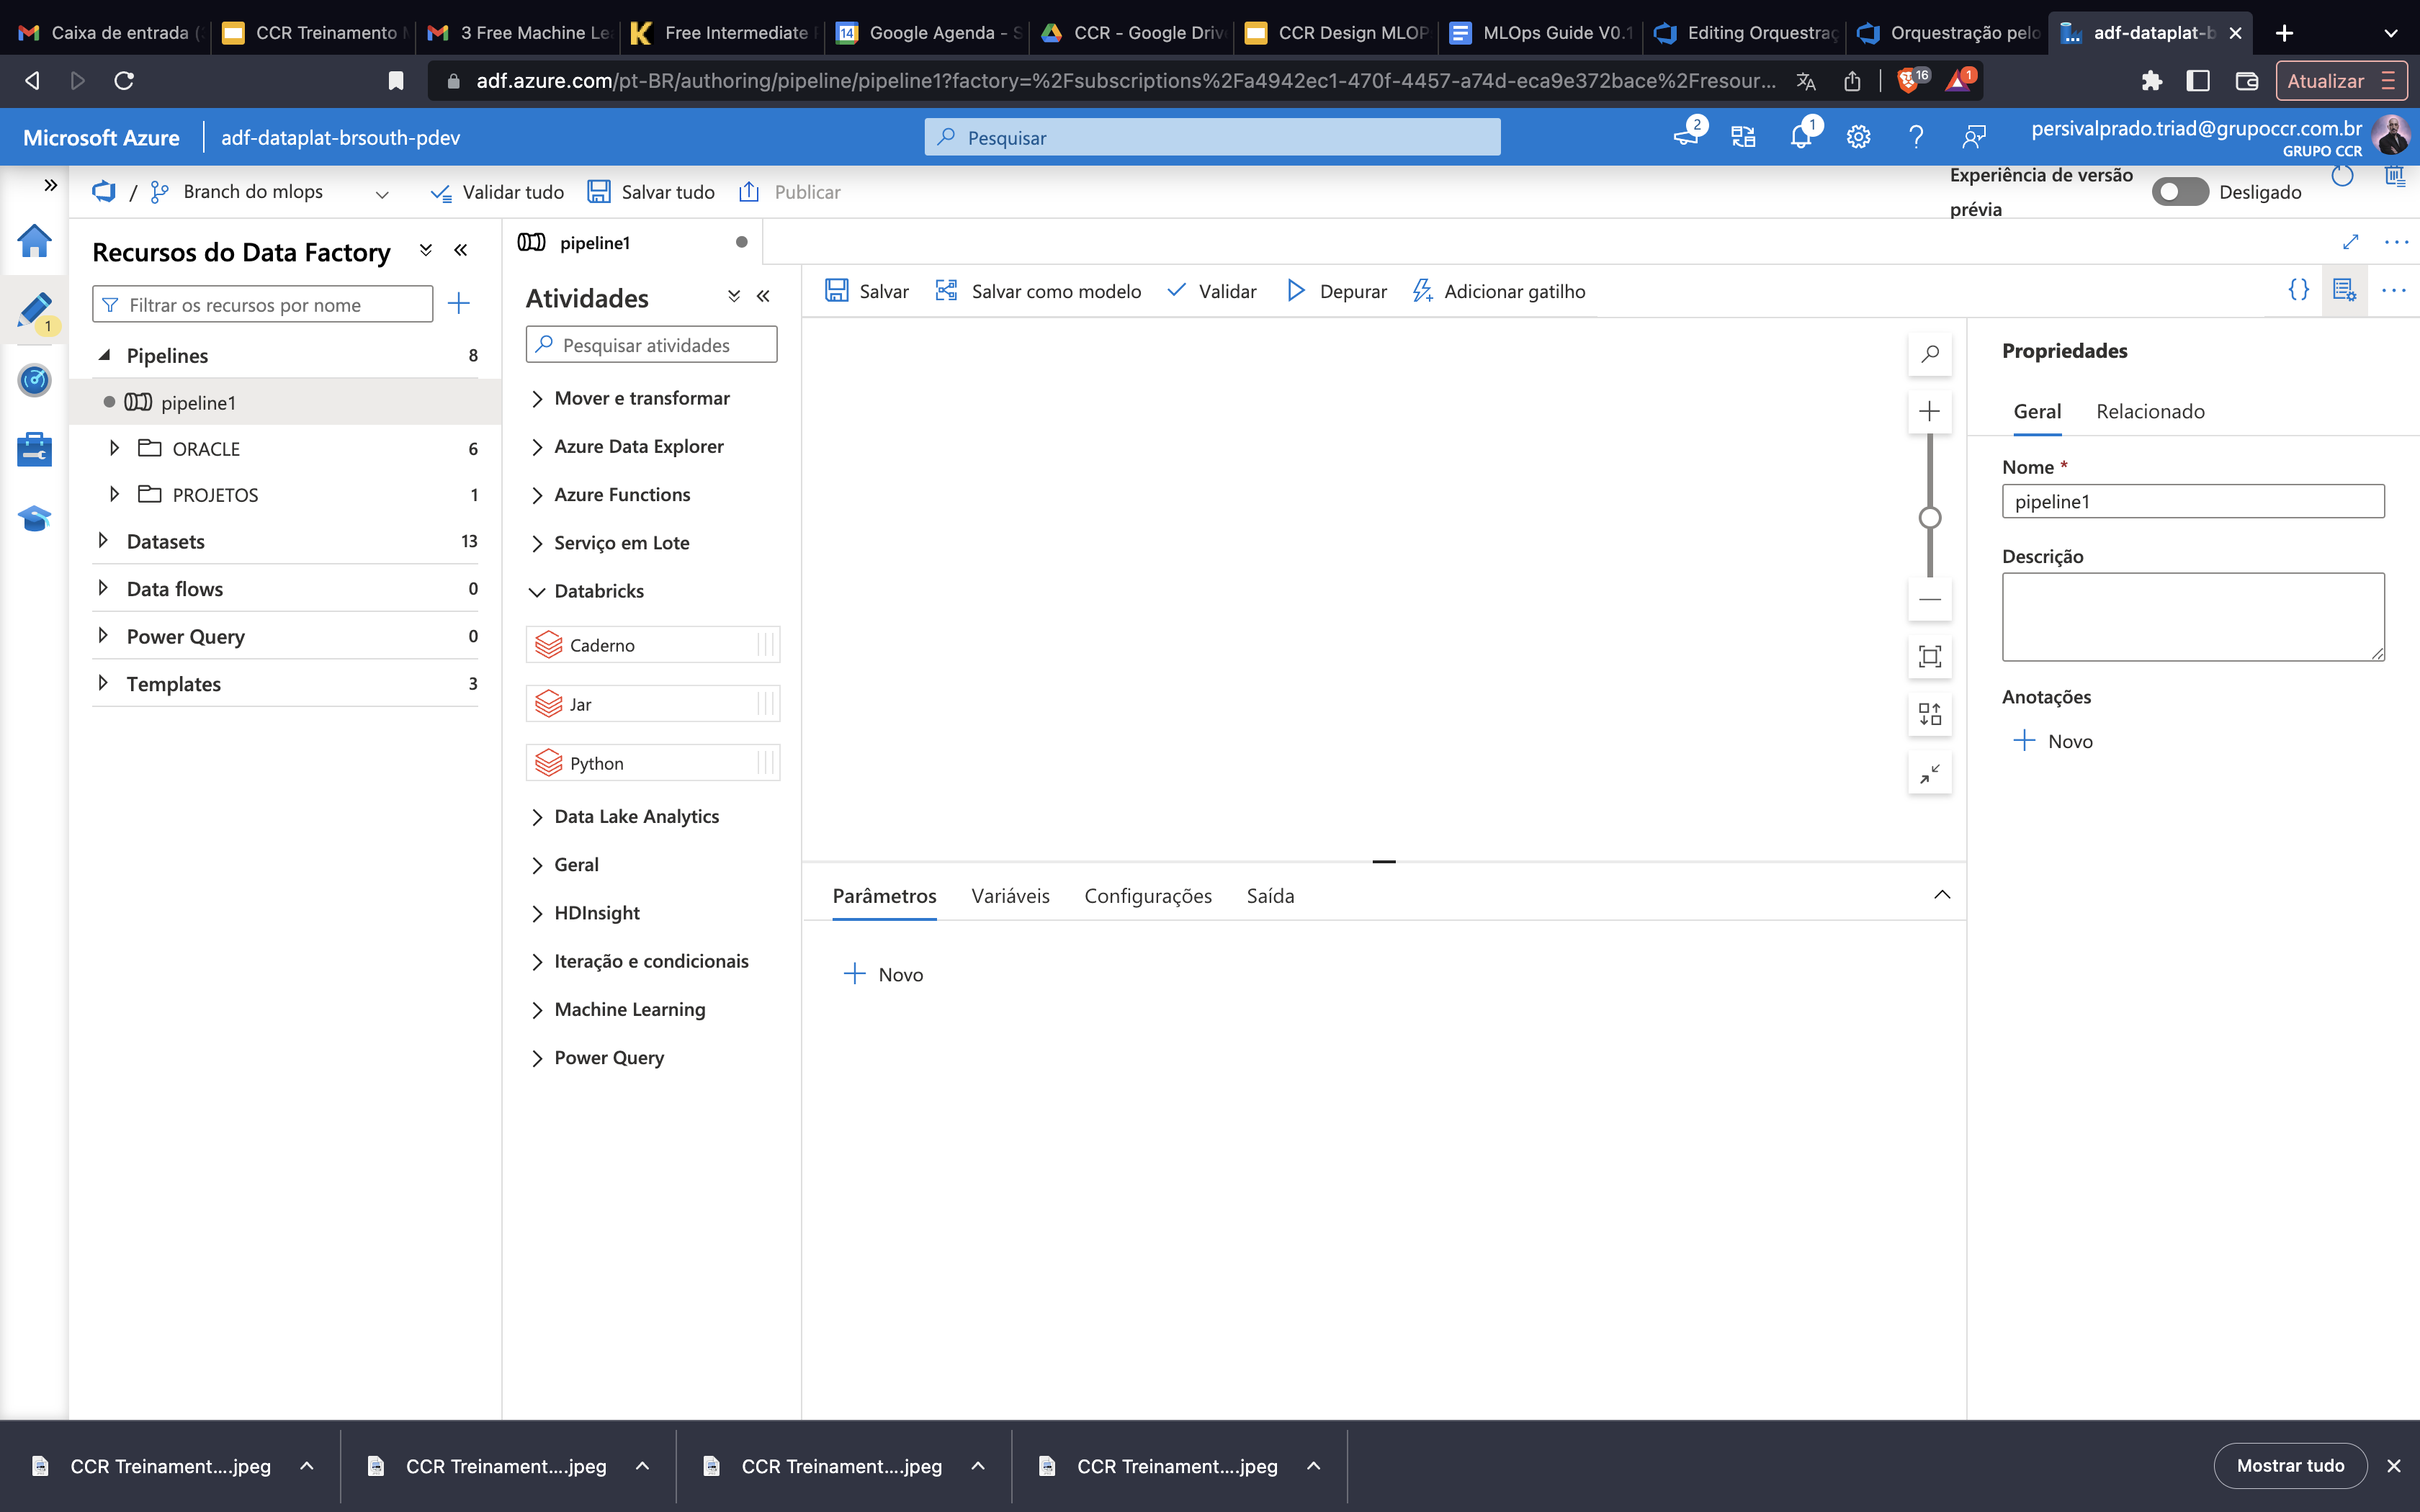 Caixa de entrada (
CCR Treinamento M
3 Free Machine Le
Free Intermediate
Google Agenda - S
CCR - Google Drive
CCR Design MLOP
MLOps Guide V0.1
Editing Orquestraç
Orquestração pelo
adf-dataplat-b
adf.azure.com/pt-BR/authoring/pipeline/pipeline1?factory=%2Fsubscriptions%2Fa4942ec1-470f-4457-a74d-eca9e372bace%2Fresour...
16
1
Atualizar
Microsoft Azure
adf-dataplat-brsouth-pdev
Pesquisar
2
1
persivalprado.triad@grupoccr.com.br
GRUPO CCR
/
Branch do mlops
Validar tudo
Salvar tudo
Publicar
Experiência de versão
prévia
Desligado
Recursos do Data Factory
Filtrar os recursos por nome
1
Pipelines 8
pipeline1
ORACLE 6
PROJETOS 1
Datasets 13
Data flows 0
Power Query 0
Templates 3
pipeline1
Atividades
Pesquisar atividades
Mover e transformar
Azure Data Explorer
Azure Functions
Serviço em Lote
Databricks
Caderno
Jar
Python
Data Lake Analytics
Geral
HDInsight
Iteração e condicionais
Machine Learning
Power Query
Salvar
Salvar como modelo
Validar
Depurar
Adicionar gatilho
{}
Parâmetros
Variáveis
Configurações
Saída
Novo
Propriedades
Geral
Relacionado
Nome *
pipeline1
Descrição
Anotações
Novo
CCR Treinament....jpeg
CCR Treinament....jpeg
CCR Treinament....jpeg
CCR Treinament....jpeg
Mostrar tudo